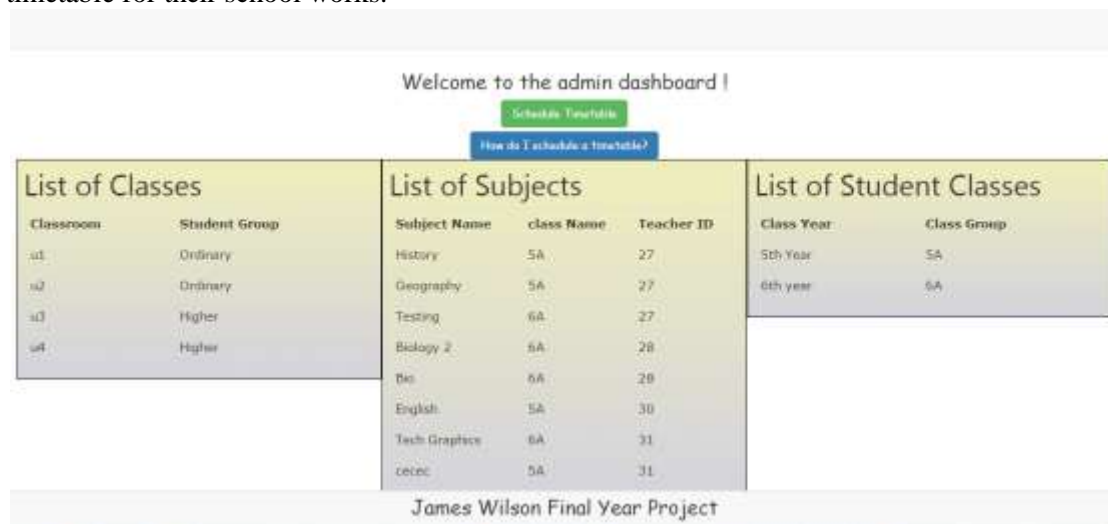 timetable for their school works.
Welcome to the admin dashboard !
Schedule Timetable
How do I schedule a timetable?
List of Classes
Classroom Student Group
u1 Ordinary
u2 Ordinary
u3 Higher
u4 Higher
List of Subjects
Subject Name class Name Teacher ID
History 5A 27
Geography 5A 27
Testing 6A 27
Biology 2 6A 28
Bio 6A 28
English 5A 30
Tech Graphics 6A 31
cecec 5A 31
List of Student Classes
Class Year Class Group
5th Year 5A
6th year 6A
James Wilson Final Year Project